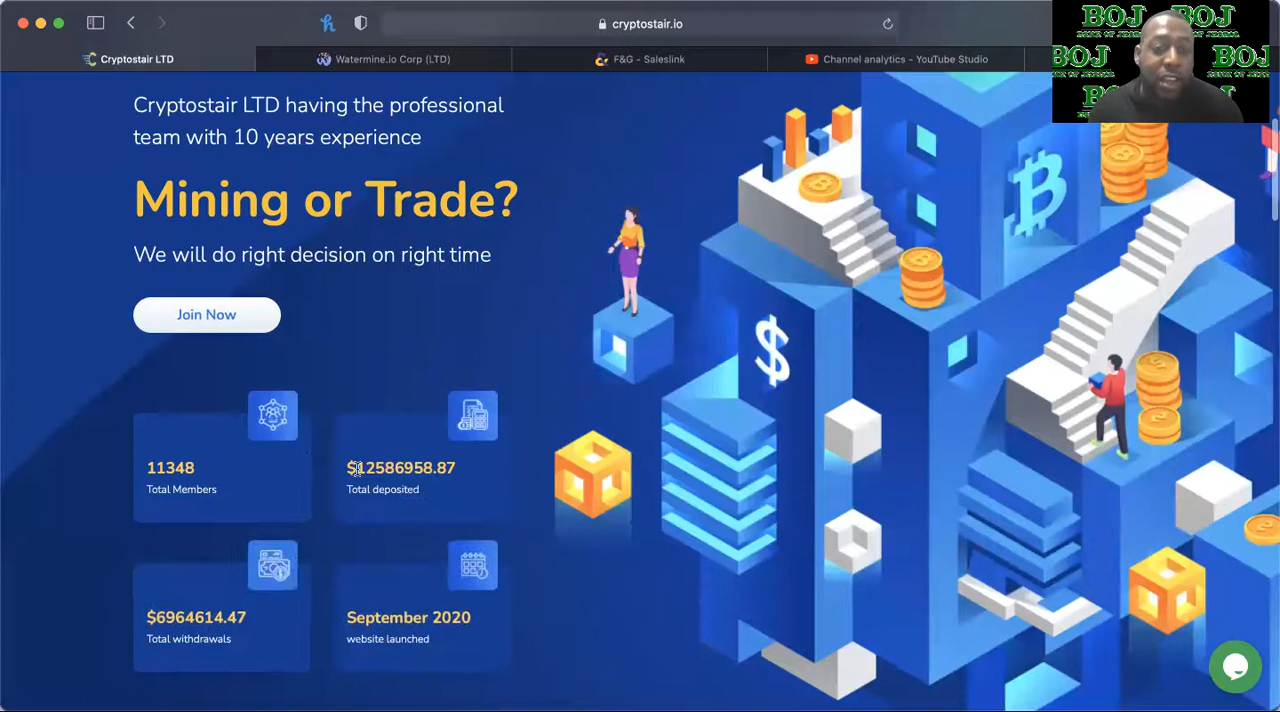 cryptostair.io
Cryptostair LTD
Watermine.io Corp (LTD)
F&G - Saleslink
Channel analytics - YouTube Studio
BOJ BOJ
BOJ BOJ
Cryptostair LTD having the professional
team with 10 years experience
Mining or Trade?
We will do right decision on right time
Join Now
11348
Total Members
$12586958.87
Total deposited
$6964614.47
Total withdrawals
September 2020
website launched
$